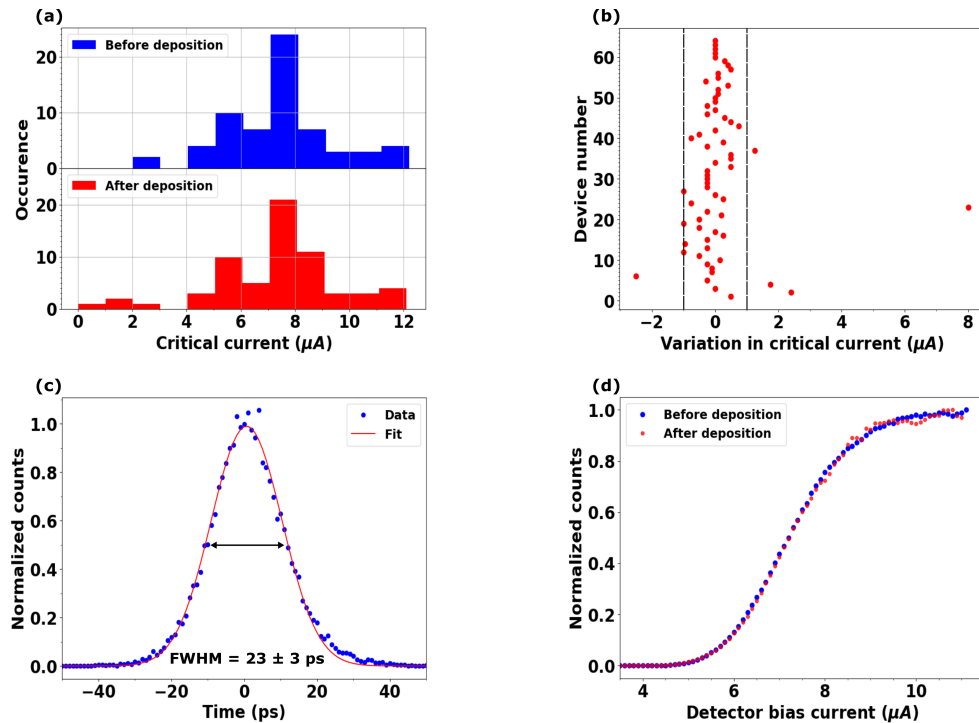 (a)
Before deposition
20
10
0
After deposition
20
10
0
Occurence
0 2 4 6 8 10 12
Critical current (μA)
(b)
60
50
40
30
20
10
0
Device number
−2 0 2 4 6 8
Variation in critical current (μA)
(c)
Data
Fit
1.0
0.8
0.6
0.4
0.2
0.0
Normalized counts
FWHM = 23 ± 3 ps
−40 −20 0 20 40
Time (ps)
(d)
Before deposition
After deposition
1.0
0.8
0.6
0.4
0.2
0.0
Normalized counts
4 6 8 10
Detector bias current (μA)